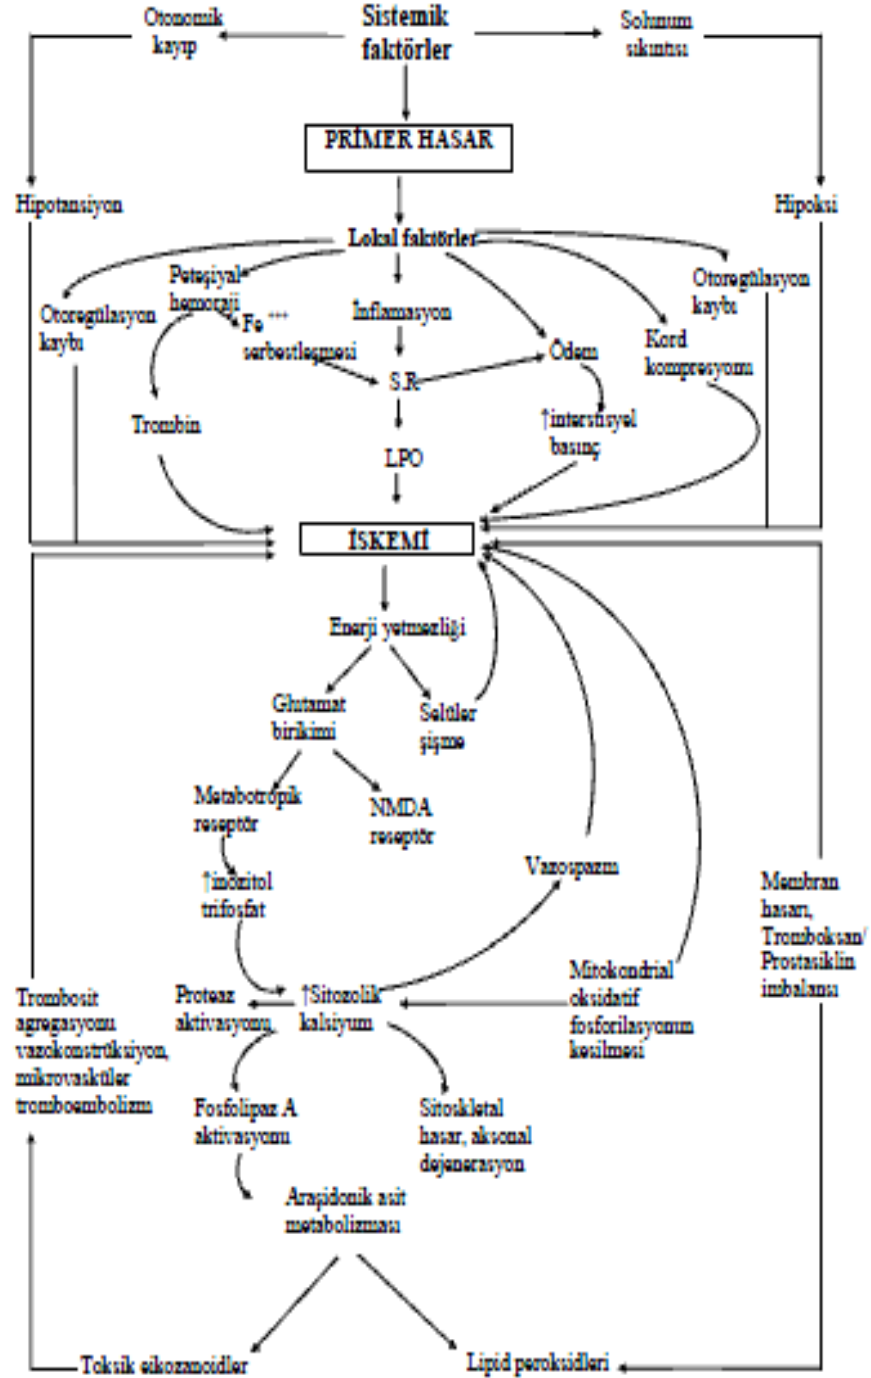 Otonomik
kayıp
Sistemik
faktörler
Solunum
sıkıntısı
PRİMER HASAR
Hipotansiyon
Hipoksi
Lokal faktörler
Peteşiyal
hemoraji
Otoregülasyon
kaybı
Otoregülasyon
kaybı
Fe +++
serbestleşmesi
İnflamasyon
Ödem
Kord
kompresyonu
S.R
Trombin
↑interstisyel
basınç
LPO
İSKEMİ
Enerji yetmezliği
Glutamat
birikimi
Selüler
şişme
Metabotropik
reseptör
NMDA
reseptör
↑inozitol
trifosfat
Vazospazm
Membran
hasarı,
Tromboksan/
Prostasiklin
imbalansı
Trombosit
agregasyonu
vazokonstrüksiyon,
mikrovasküler
tromboembolizm
Proteaz
aktivasyonu,
↑Sitozolik
kalsiyum
Mitokondrial
oksidatif
fosforilasyonun
kesilmesi
Fosfolipaz A
aktivasyonu
Sitoskletal
hasar, aksonal
dejenerasyon
Araşidonik asit
metabolizması
Toksik eikozanoidler
Lipid peroksidleri